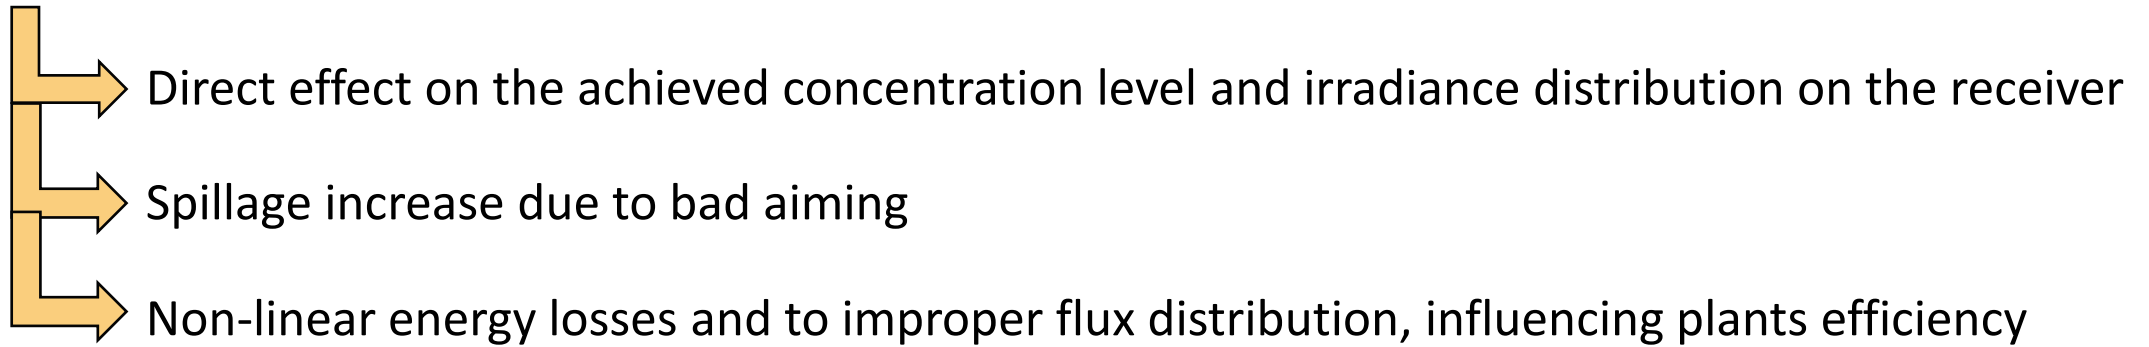 Direct effect on the achieved concentration level and irradiance distribution on the receiver
Spillage increase due to bad aiming
Non-linear energy losses and to improper flux distribution, influencing plants efficiency